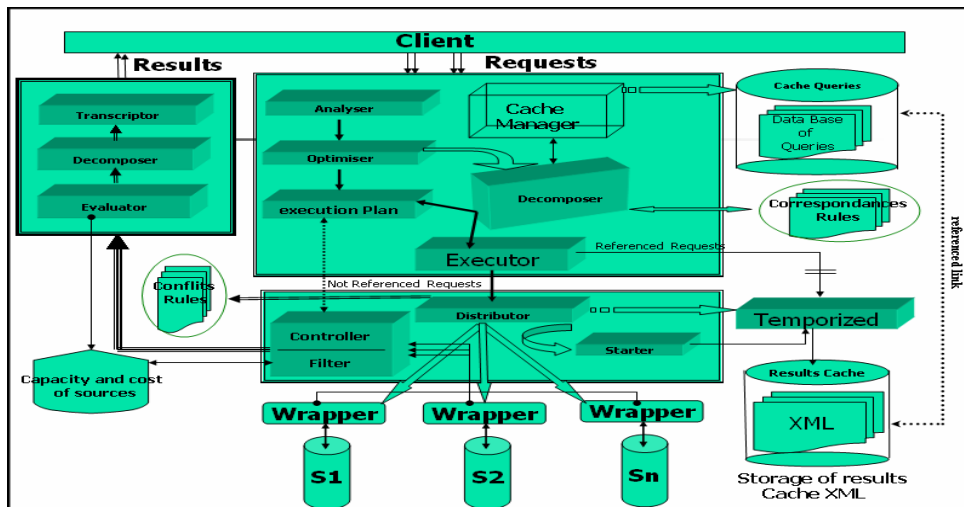 Client
Results
Requests
Transcriptor
Decomposer
Evaluator
Analyser
Optimiser
execution Plan
Cache
Manager
Decomposer
Executor
Cache Queries
Data Base
of
Queries
Correspondances
Rules
referenced link
Referenced Requests
Not Referenced Requests
Conflits
Rules
Controller
Filter
Distributor
Starter
Temporized
Capacity and cost
of sources
Wrapper
Wrapper
Wrapper
S1
S2
Sn
Results Cache
XML
Storage of results
Cache XML